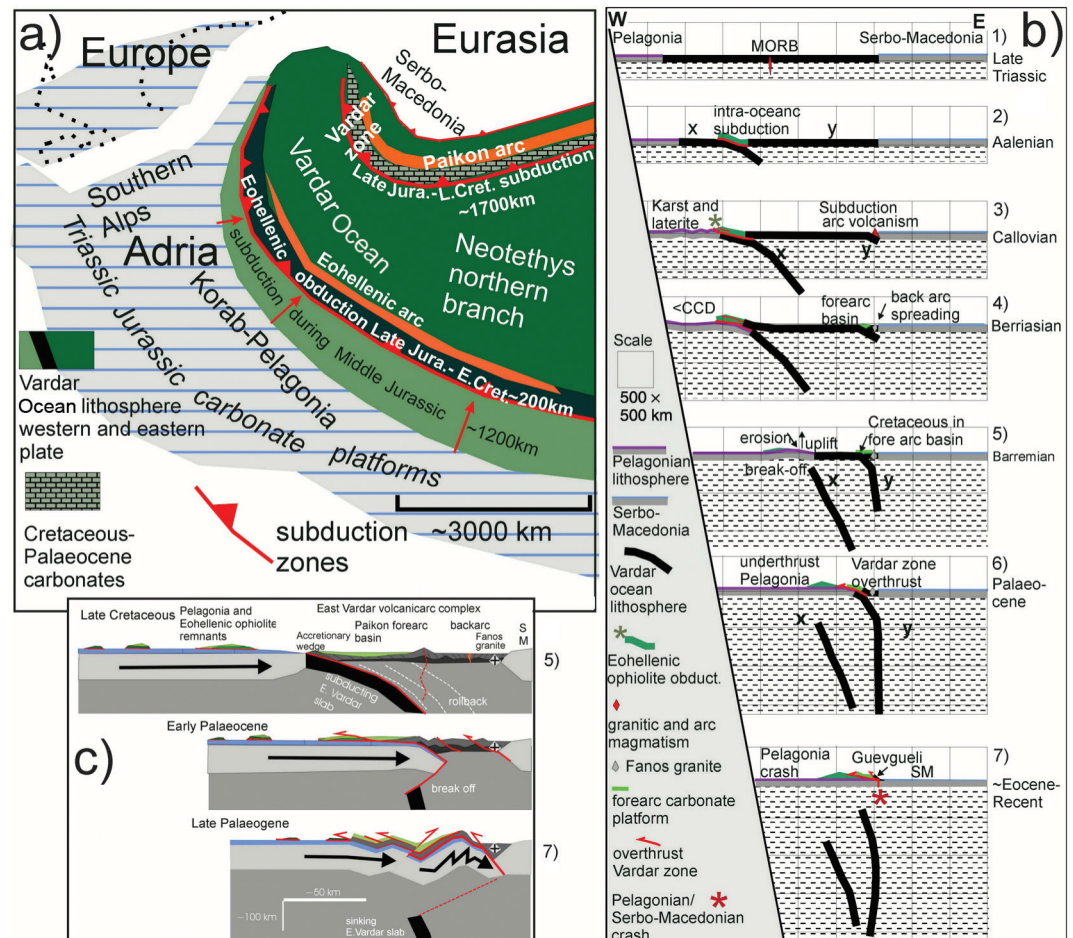 a)
Europe
Eurasia
Serbo-
Macedonia
Vardar
zone
Paikon arc
Late Jura.-L.Cret. subduction
~1700km
Southern
Alps
Adria
Vardar Ocean
Neotethys
northern
branch
Eohellenic
obduction Late Jura.- E.Cret.~200km
Eohellenic arc
subduction during Middle Jurassic
~1200km
Korab-Pelagonia
Triassic Jurassic carbonate platforms
Vardar
Ocean lithosphere
western and eastern
plate
Cretaceous-
Palaeocene
carbonates
subduction
zones
~3000 km
b)
W
E
Pelagonia
MORB
Serbo-Macedonia
1)
Late
Triassic
2)
x
intra-oceanc
subduction
y
Aalenian
3)
Karst and
laterite
Subduction
arc volcanism
x
y
Callovian
4)
<CCD
forearc
basin
back arc
spreading
Berriasian
5)
erosion
uplift
Cretaceous in
fore arc basin
break-off
x
y
Barremian
6)
underthrust
Pelagonia
Vardar zone
overthrust
x
y
Palaeo-
cene
7)
Pelagonia
crash
Guevgueli
SM
~Eocene-
Recent
Scale
500 ×
500 km
Pelagonian
lithosphere
Serbo-
Macedonia
Vardar
ocean
lithosphere
Eohellenic
ophiolite obduct.
granitic and arc
magmatism
Fanos granite
forearc carbonate
platform
overthrust
Vardar zone
Pelagonian/
Serbo-Macedonian
crash
c)
Late Cretaceous
Pelagonia and
Eohellenic ophiolite
remnants
East Vardar volcanicarc complex
Accretionary
wedge
Paikon forearc
basin
backarc
Fanos
granite
S
M
5)
subducting
E. Vardar
slab
rollback
Early Palaeocene
break off
Late Palaeogene
7)
~50 km
~100 km
sinking
E.Vardar slab